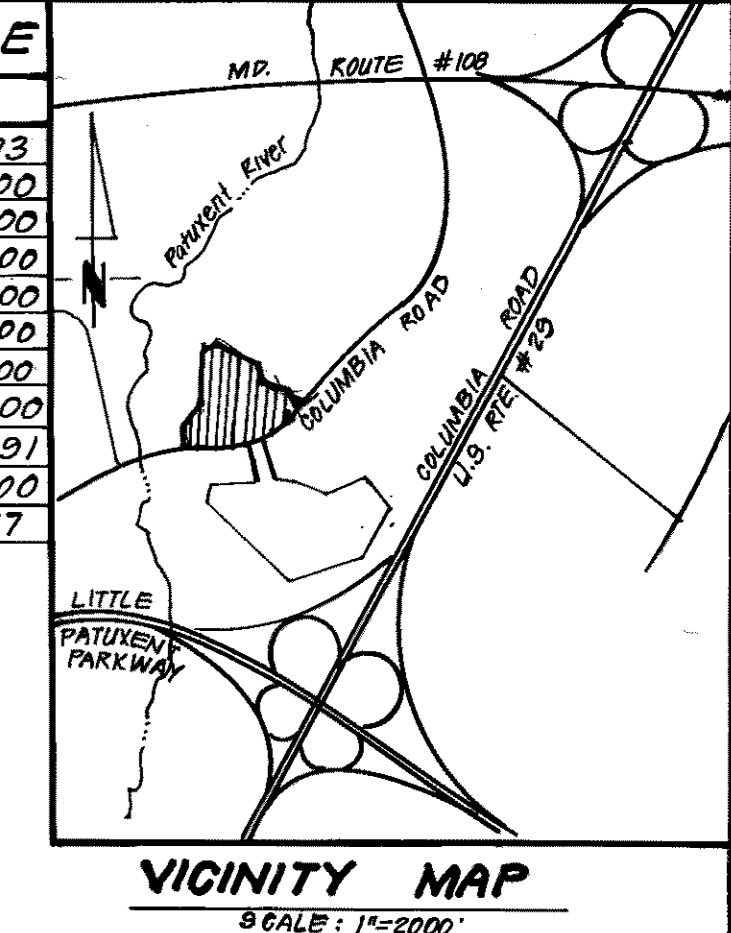 E
93
00
00
00
00
00
00
00
91
00
7
MD. ROUTE #108
Patuxent River
N
COLUMBIA ROAD
COLUMBIA ROAD
U.S. RTE. #29
LITTLE
PATUXENT
PARKWAY
VICINITY MAP
SCALE: 1"=2000'